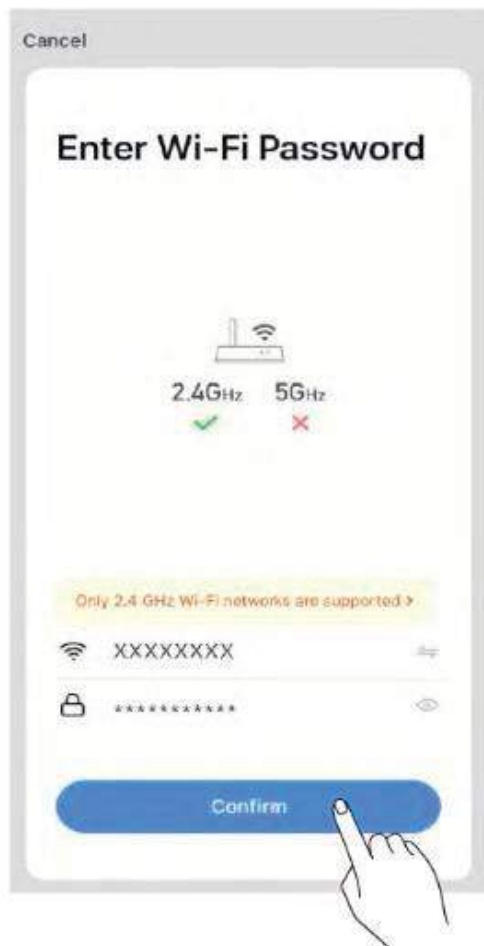 Cancel
Enter Wi-Fi Password
2.4GHz 5GHz
Only 2.4 GHz Wi-Fi networks are supported >
XXXXXXXX
***********
Confirm